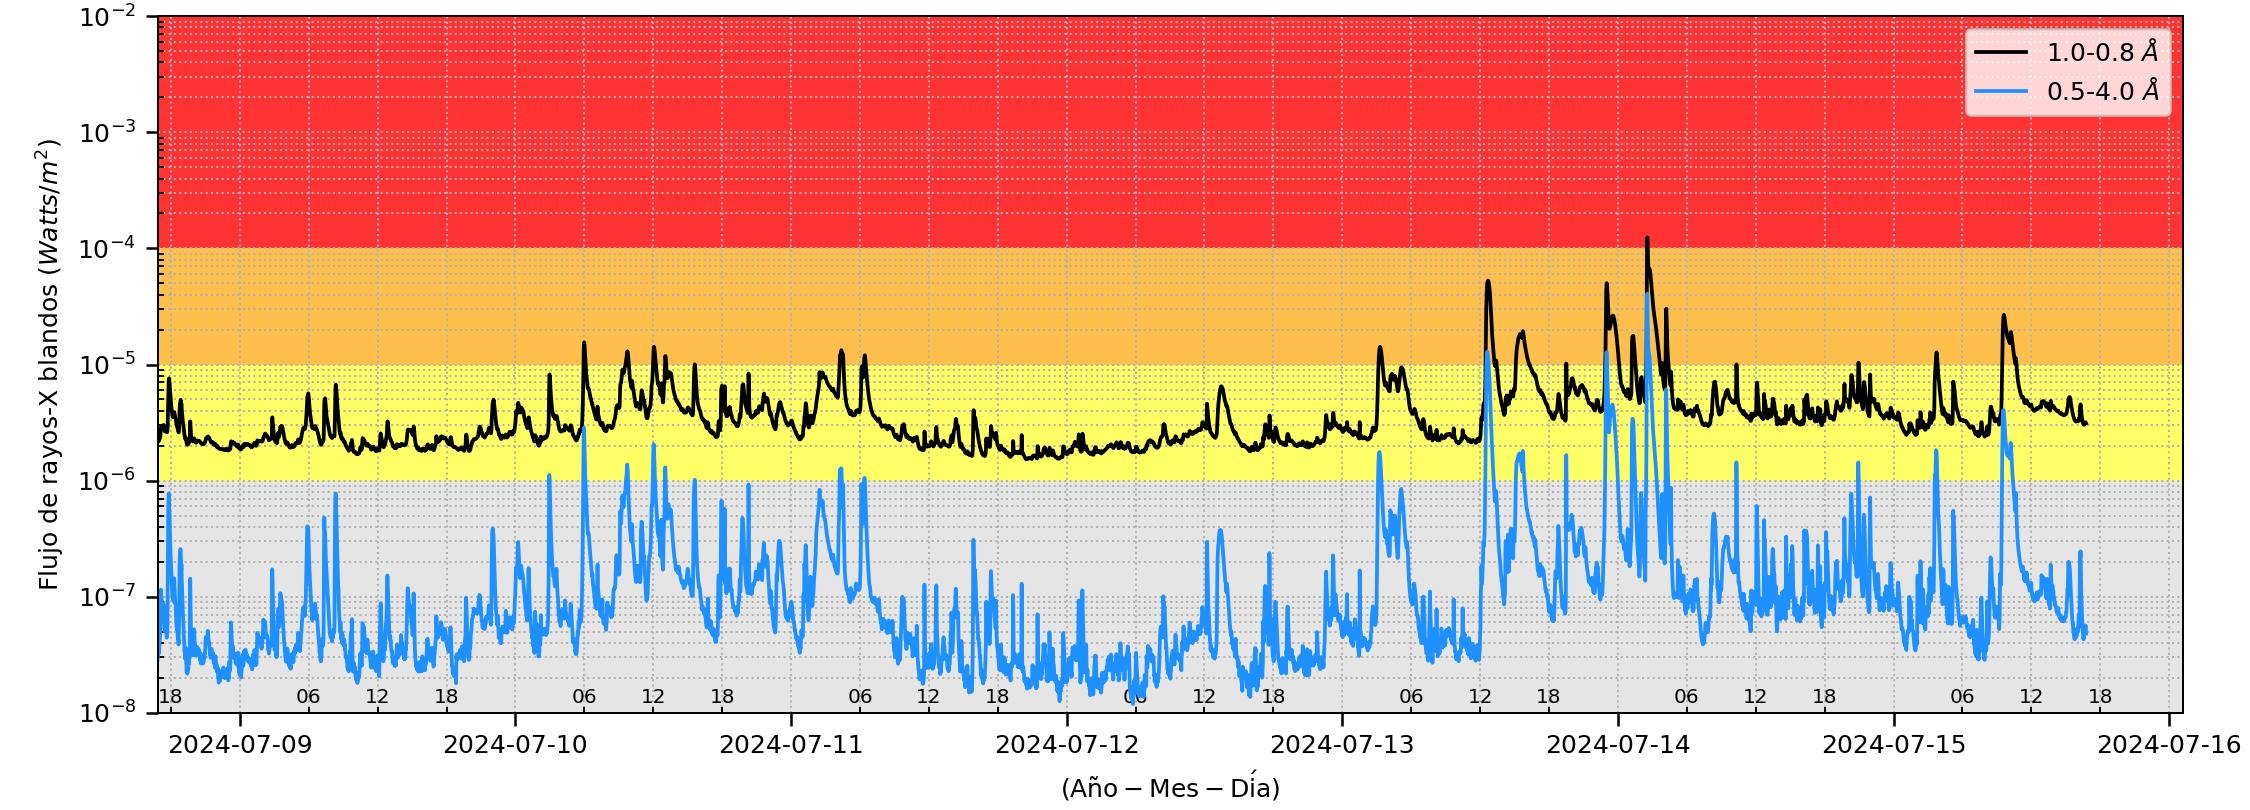 10⁻²
10⁻³
10⁻⁴
10⁻⁵
10⁻⁶
10⁻⁷
10⁻⁸
Flujo de rayos-X blandos (Watts/m²)
1.0-0.8 Å
0.5-4.0 Å
18 06 12 18 06 12 18 06 12 18 06 12 18 06 12 18 06 12 18 06 12 18
2024-07-09 2024-07-10 2024-07-11 2024-07-12 2024-07-13 2024-07-14 2024-07-15 2024-07-16
(Año − Mes − Día)